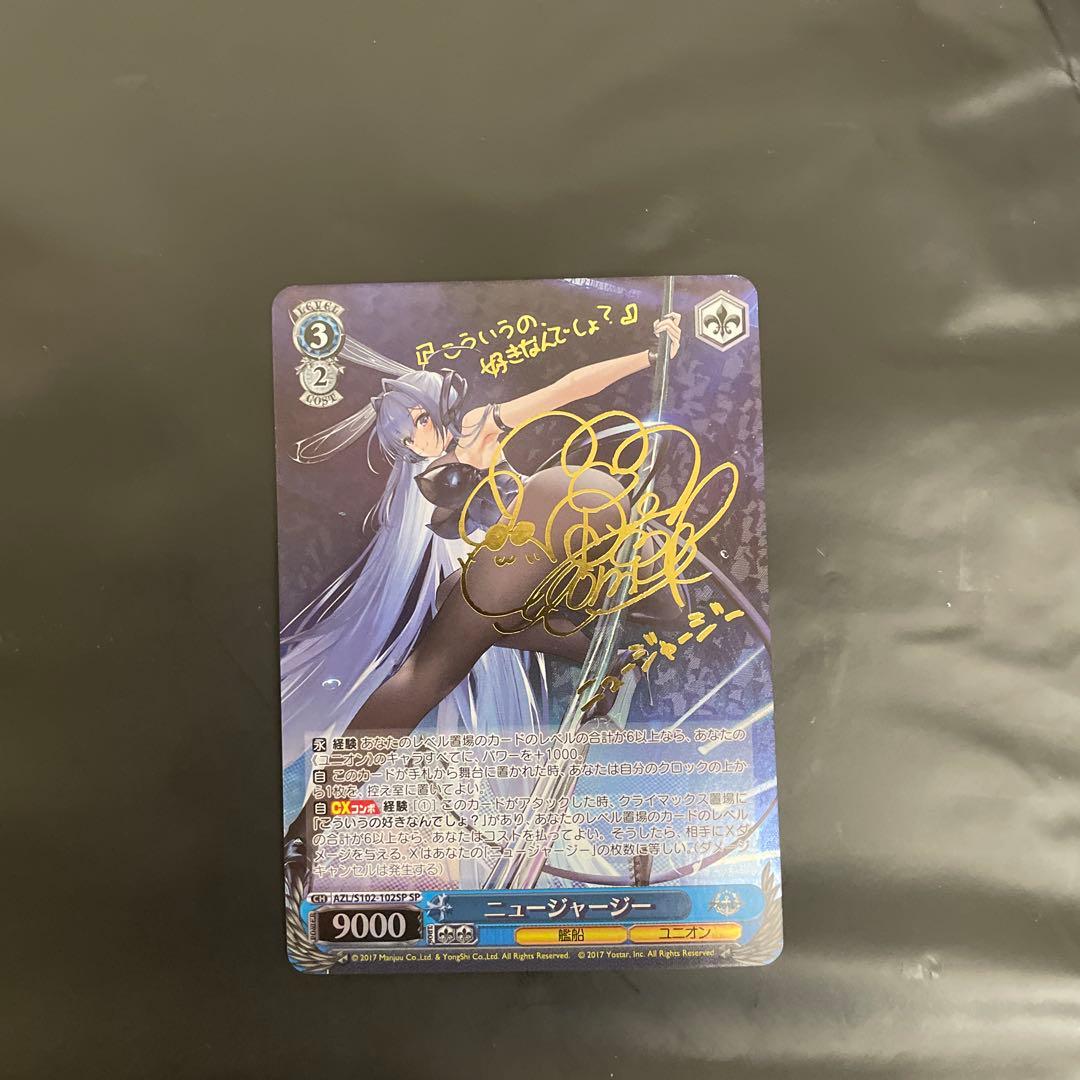 LEVEL
3
2
COST
『こういうの、
好きなんでしょ?』
ニュージャージー
永 経験 あなたのレベル置場のカードのレベルの合計が6以上なら、あなたの
《ユニオン》のキャラすべてに、パワーを+1000。
自 このカードが手札から舞台に置かれた時、あなたは自分のクロックの上か
ら1枚を、控え室に置いてよい。
自 CXコンボ 経験 [①] このカードがアタックした時、クライマックス置場に
「こういうの好きなんでしょ?」があり、あなたのレベル置場のカードのレベル
の合計が6以上なら、あなたはコストを払ってよい。そうしたら、相手にXダ
メージを与える。Xはあなたの「ニュージャージー」の枚数に等しい。(ダメージ
キャンセルは発生する)
CH AZL/S102-102SP SP
ニュージャージー
POWER
9000
SOUL
艦船
ユニオン
© 2017 Manjuu Co.,Ltd. & YongShi Co.,Ltd. All Rights Reserved. © 2017 Yostar, Inc. All Rights Reserved.